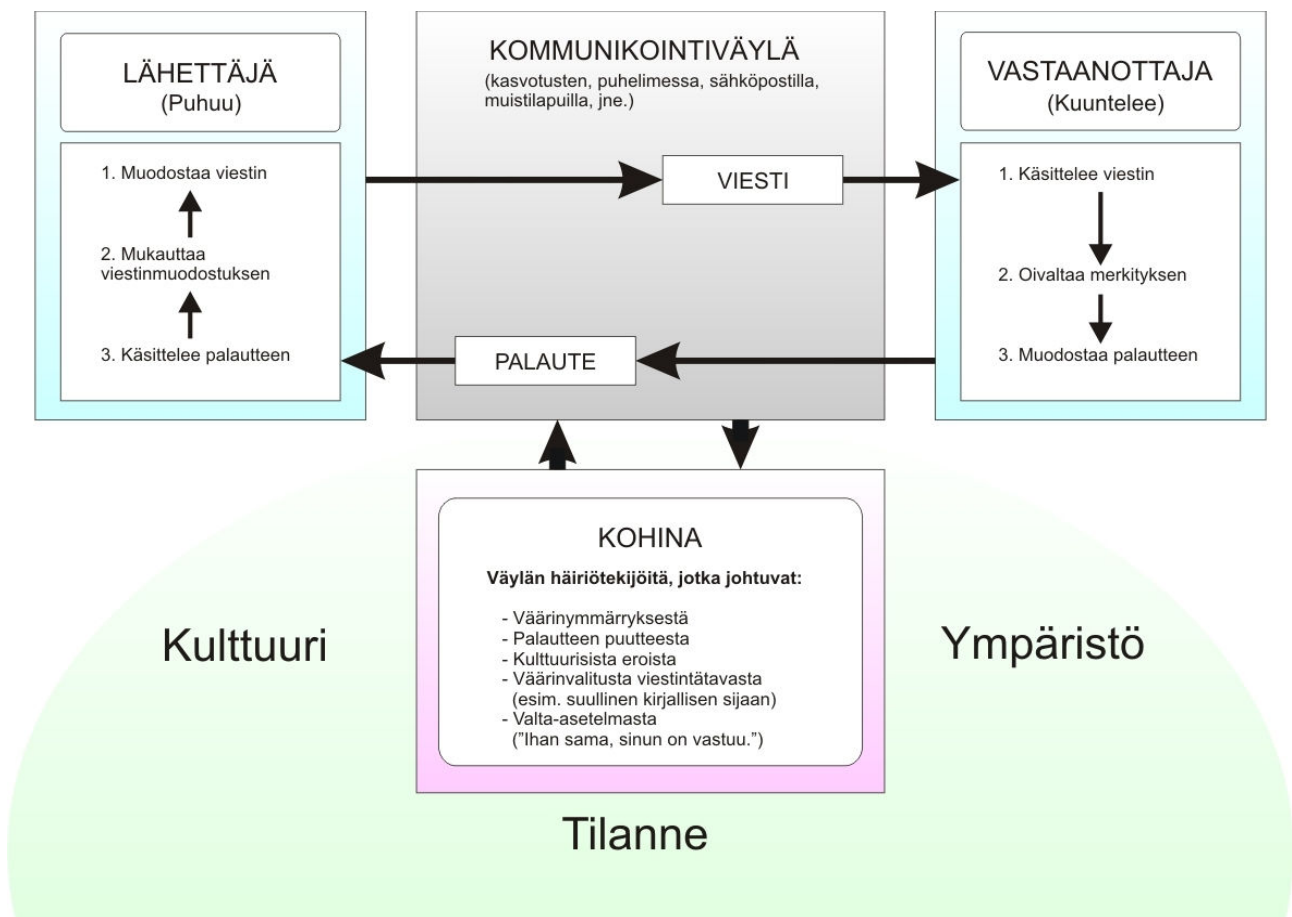 LÄHETTÄJÄ
(Puhuu)
1. Muodostaa viestin
2. Mukauttaa
viestinmuodostuksen
3. Käsittelee palautteen
KOMMUNIKOINTIVÄYLÄ
(kasvotusten, puhelimessa, sähköpostilla,
muistilapuilla, jne.)
VIESTI
PALAUTE
VASTAANOTTAJA
(Kuuntelee)
1. Käsittelee viestin
2. Oivaltaa merkityksen
3. Muodostaa palautteen
KOHINA
Väylän häiriötekijöitä, jotka johtuvat:
- Väärinymmärryksestä
- Palautteen puutteesta
- Kulttuurisista eroista
- Väärinvalitusta viestintätavasta
(esim. suullinen kirjallisen sijaan)
- Valta-asetelmasta
("Ihan sama, sinun on vastuu.")
Kulttuuri
Ympäristö
Tilanne